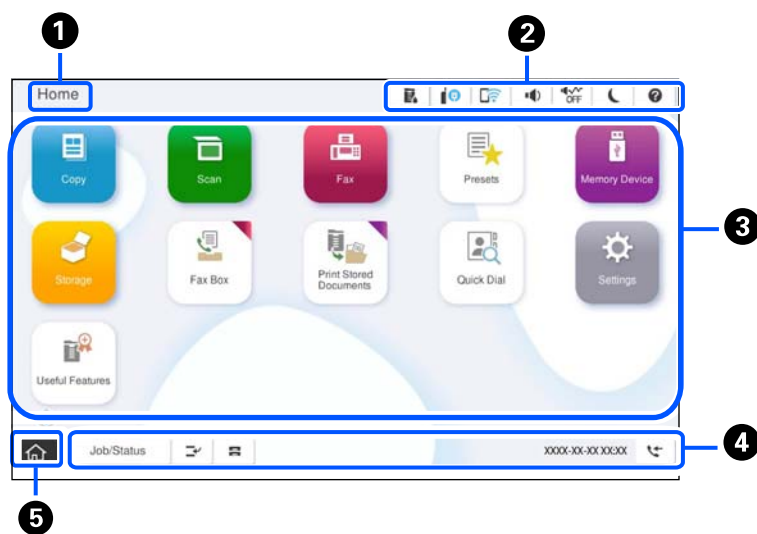 1
2
Home
OFF
?
Copy
Scan
Fax
Presets
Memory Device
3
Storage
Fax Box
Print Stored
Documents
Quick Dial
Settings
Useful Features
Job/Status
XXXX-XX-XX XX:XX
4
5